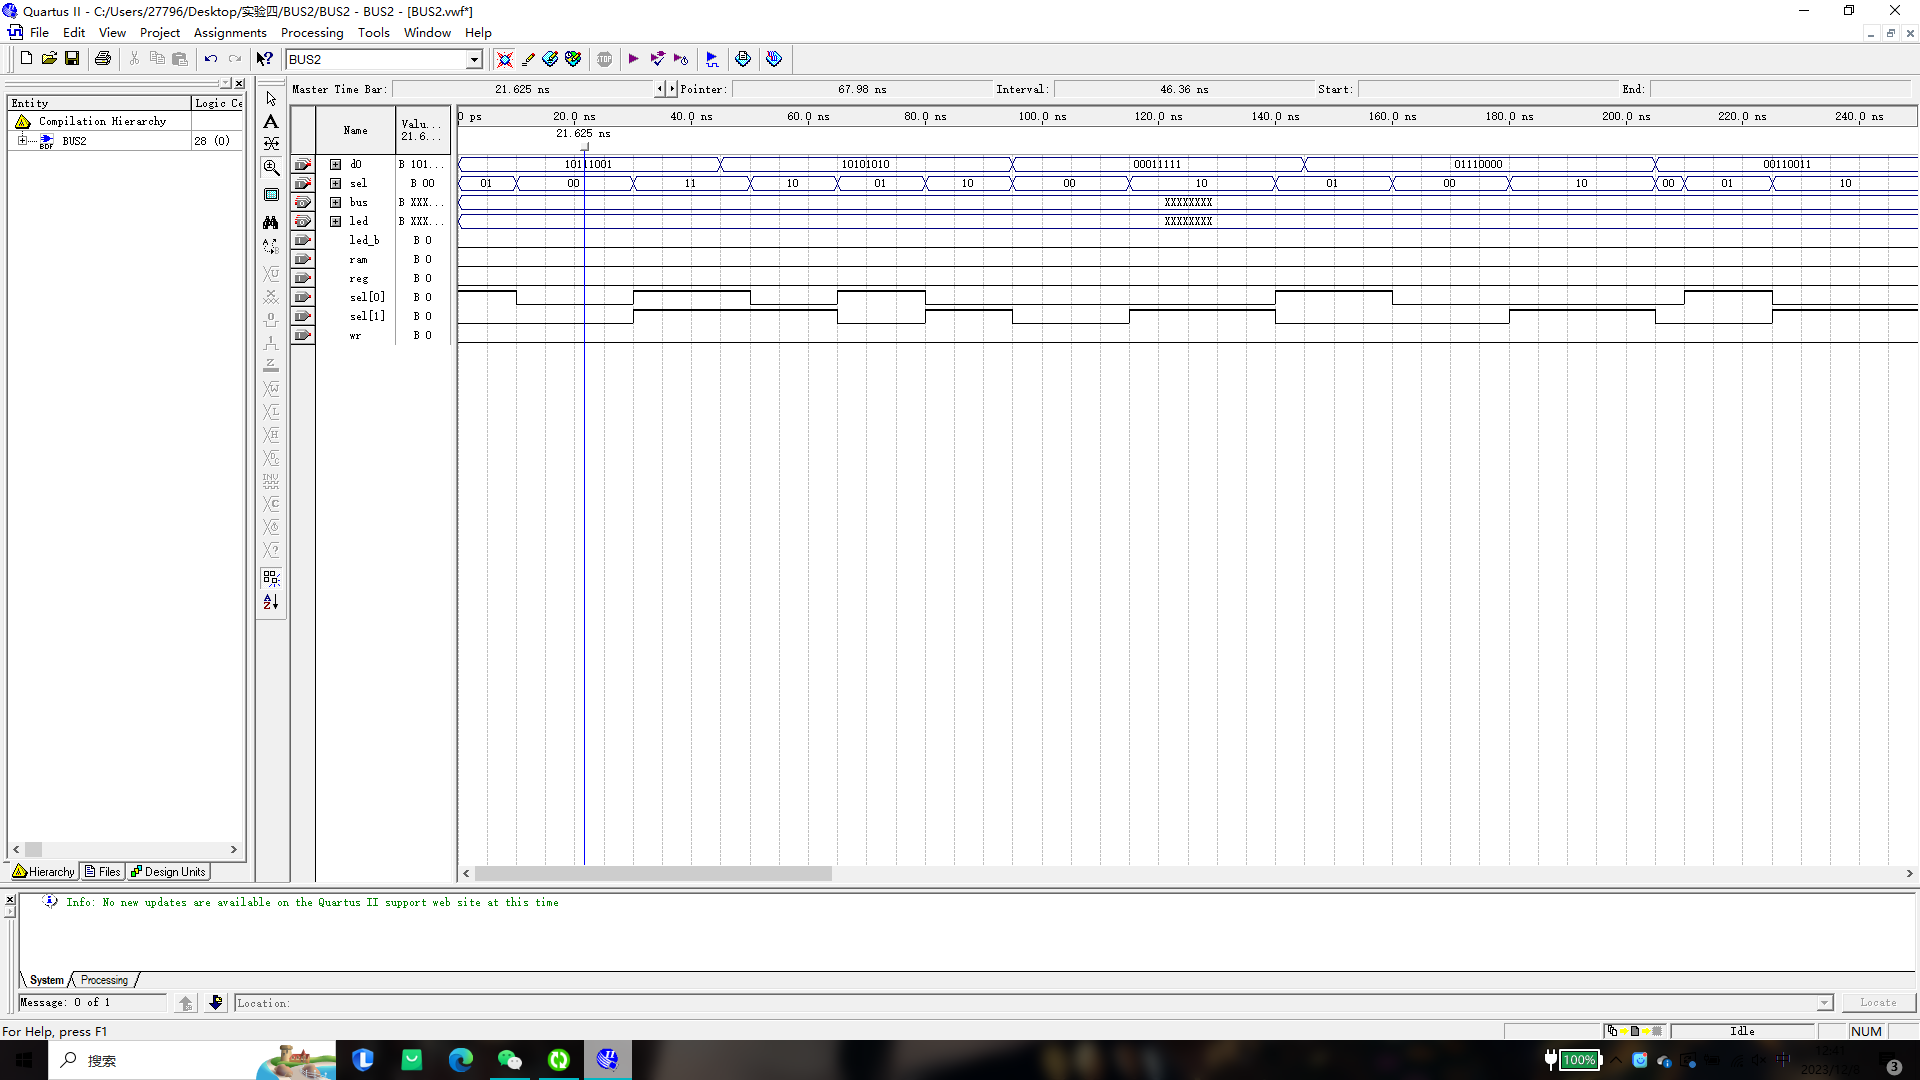 Quartus II - C:/Users/27796/Desktop/实验四/BUS2/BUS2 - BUS2 - [BUS2.vwf*]
File Edit View Project Assignments Processing Tools Window Help
BUS2
Master Time Bar: 21.625 ns Pointer: 67.98 ns Interval: 46.36 ns Start: End:
Entity Logic Ce
Compilation Hierarchy
BUS2 28 (0)
Name Valu... 21.6...
0 ps 20.0 ns 40.0 ns 60.0 ns 80.0 ns 100.0 ns 120.0 ns 140.0 ns 160.0 ns 180.0 ns 200.0 ns 220.0 ns 240.0 ns
21.625 ns
d0 B 101... 10111001 10101010 00011111 01110000 00110011
sel B 00 01 00 11 10 01 10 00 10 01 00 10 00 01 10
bus B XXX... XXXXXXXX
led B XXX... XXXXXXXX
led_b B 0
ram B 0
reg B 0
sel[0] B 0
sel[1] B 0
wr B 0
Hierarchy Files Design Units
Info: No new updates are available on the Quartus II support web site at this time
System Processing
Message: 0 of 1 Location: Locate
For Help, press F1 Idle NUM
搜索 100% 中 3